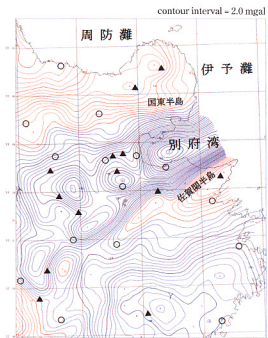 contour interval = 2.0 mgal
周防灘
伊予灘
国東半島
別府湾
佐賀関半島